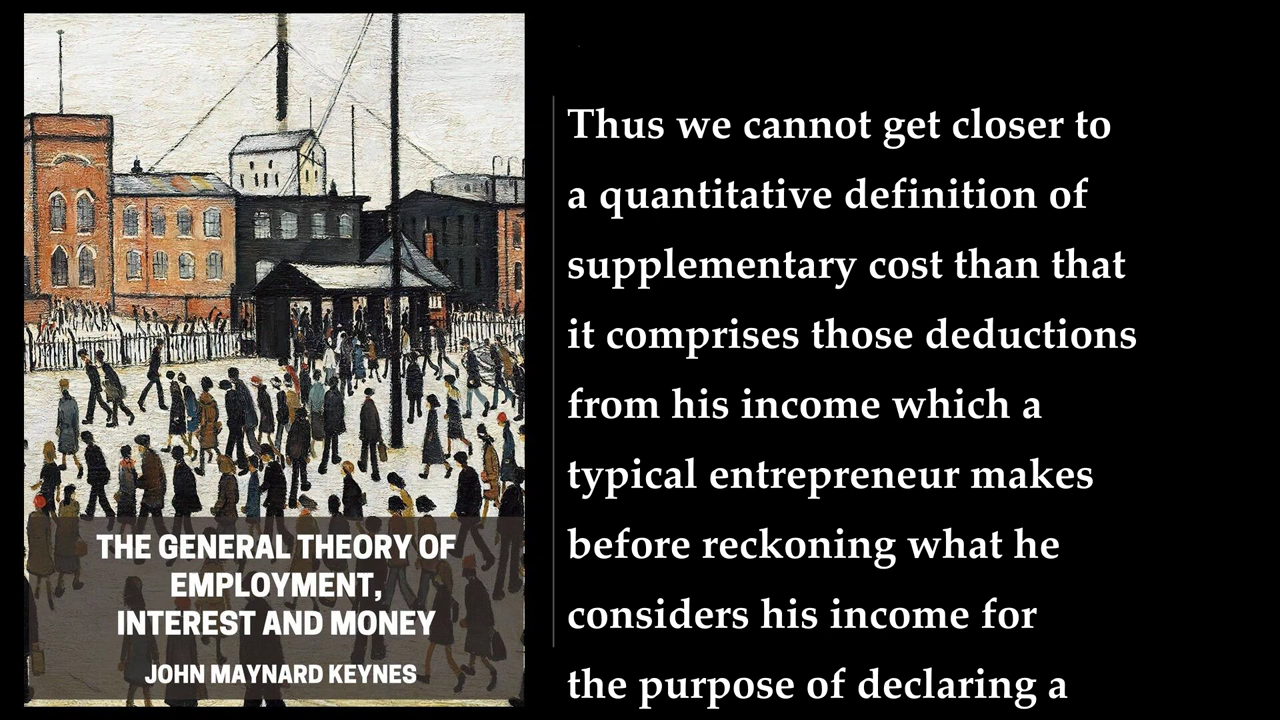 THE GENERAL THEORY OF
EMPLOYMENT,
INTEREST AND MONEY
JOHN MAYNARD KEYNES
Thus we cannot get closer to
a quantitative definition of
supplementary cost than that
it comprises those deductions
from his income which a
typical entrepreneur makes
before reckoning what he
considers his income for
the purpose of declaring a